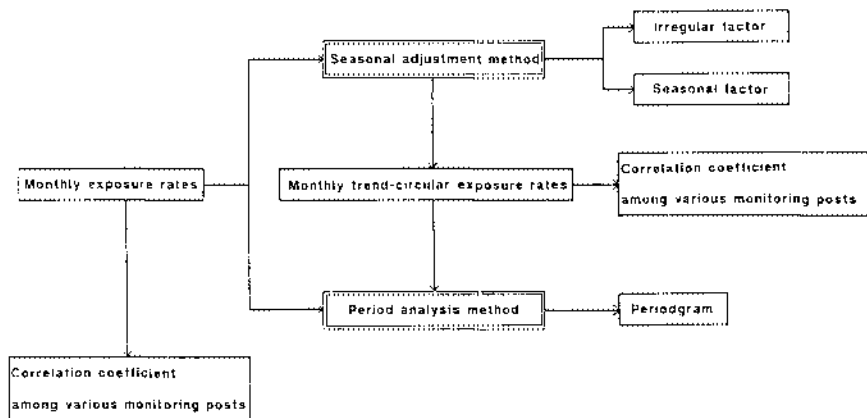 Irregular factor
Seasonal adjustment method
Seasonal factor
Monthly exposure rates
Monthly trend-circular exposure rates
Correlation coefficient
among various monitoring posts
Period analysis method
Periodgram
Correlation coefficient
among various monitoring posts